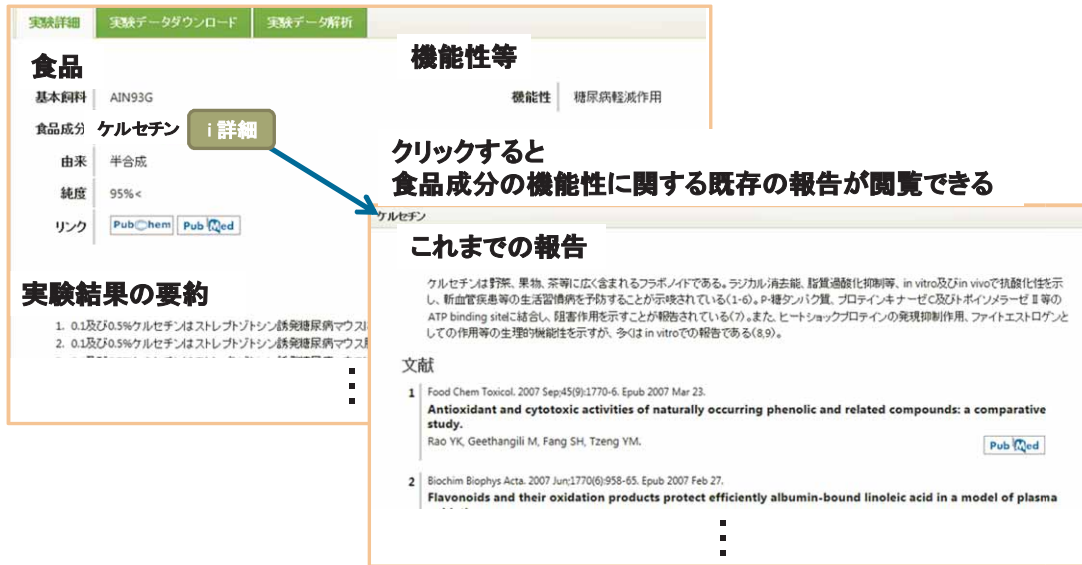 実験詳細 実験データダウンロード 実験データ解析
食品
機能性等
基本飼料 AIN93G
機能性 糖尿病軽減作用
食品成分 ケルセチン i 詳細
由来 半合成
純度 95%<
リンク PubChem PubMed
クリックすると
食品成分の機能性に関する既存の報告が閲覧できる
実験結果の要約
1. 0.1及び0.5%ケルセチンはストレプトゾトシン誘発糖尿病マウス
2. 0.1及び0.5%ケルセチンはストレプトゾトシン誘発糖尿病マウス
ケルセチン
これまでの報告
ケルセチンは野菜、果物、茶等に広く含まれるフラボノイドである。ラジカル消去能、脂質過酸化抑制等、in vitro及びin vivoで抗酸化性を示
し、新血管疾患等の生活習慣病を予防することが示唆されている(1-6)。P-糖タンパク質、プロテインキナーゼC及びトポイソメラーゼⅡ等の
ATP binding siteに結合し、阻害作用を示すことが報告されている(7)。また、ヒートショックプロテインの発現抑制作用、ファイトエストロゲンと
しての作用等の生理的機能性を示すが、多くはin vitroでの報告である(8,9)。
文献
1 Food Chem Toxicol. 2007 Sep;45(9):1770-6. Epub 2007 Mar 23.
Antioxidant and cytotoxic activities of naturally occurring phenolic and related compounds: a comparative
study.
Rao YK, Geethangili M, Fang SH, Tzeng YM.
PubMed
2 Biochim Biophys Acta. 2007 Jun;1770(6):958-65. Epub 2007 Feb 27.
Flavonoids and their oxidation products protect efficiently albumin-bound linoleic acid in a model of plasma